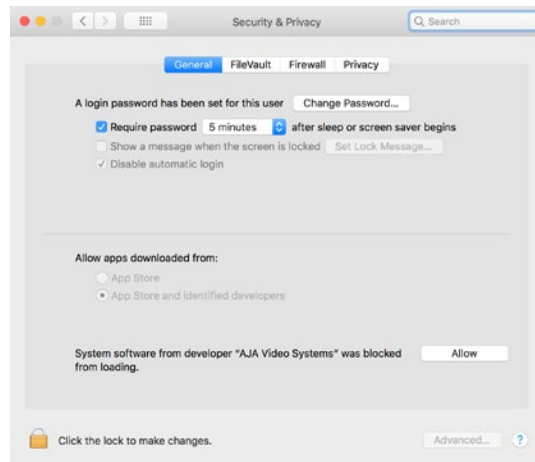 Security & Privacy
Search
General FileVault Firewall Privacy
A login password has been set for this user Change Password...
Require password 5 minutes after sleep or screen saver begins
Show a message when the screen is locked Set Lock Message...
Disable automatic login
Allow apps downloaded from:
App Store
App Store and identified developers
System software from developer "AJA Video Systems" was blocked Allow
from loading.
Click the lock to make changes. Advanced... ?